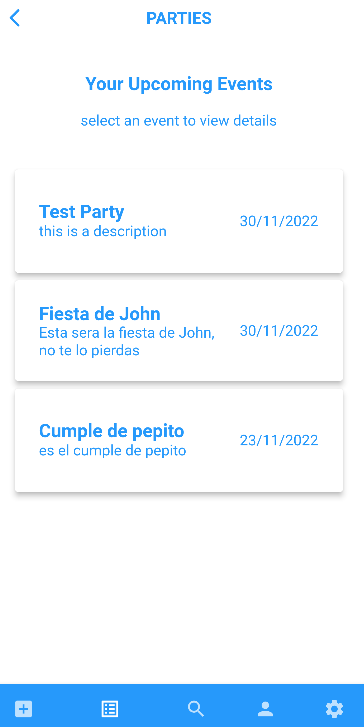 PARTIES
Your Upcoming Events
select an event to view details
Test Party
this is a description
30/11/2022
Fiesta de John
Esta sera la fiesta de John,
no te lo pierdas
30/11/2022
Cumple de pepito
es el cumple de pepito
23/11/2022